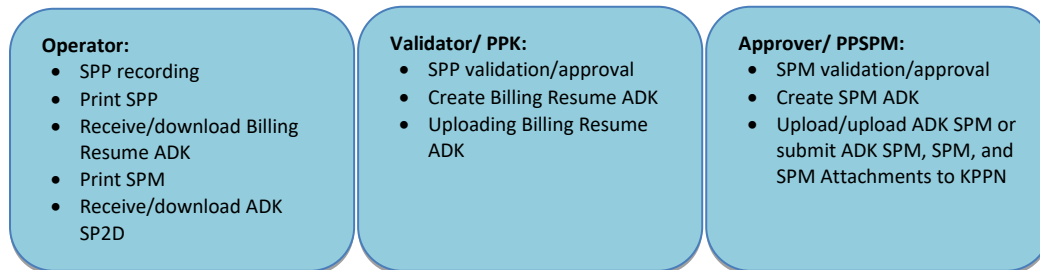 Operator:
• SPP recording
• Print SPP
• Receive/download Billing
Resume ADK
• Print SPM
• Receive/download ADK
SP2D
Validator/ PPK:
• SPP validation/approval
• Create Billing Resume ADK
• Uploading Billing Resume
ADK
Approver/ PPSPM:
• SPM validation/approval
• Create SPM ADK
• Upload/upload ADK SPM or
submit ADK SPM, SPM, and
SPM Attachments to KPPN